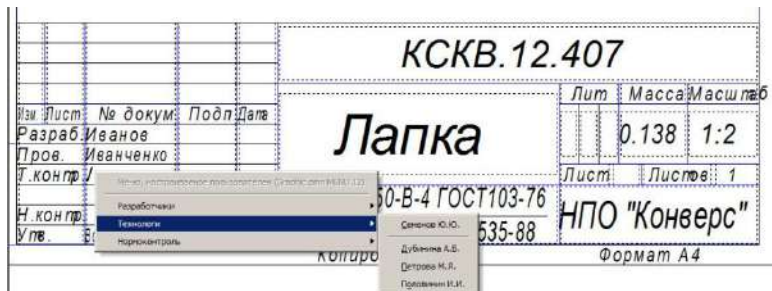 КСКВ.12.407
Лит Масса Масштаб
Изм. Лист № докум Подп Дата
Разраб. Иванов
Лапка
0.138 1:2
Пров. Иванченко
Т.контр
Лист Листов 1
Разработчики
50-В-4 ГОСТ103-76
Н.контр.
Технологи
Семенов Ю.Ю.
НПО "Конверс"
Утв.
Нормоконтроль
535-88
Дубинина А.В.
Копиро
Формат А4
Петрова М.Я.
Половинин И.И.